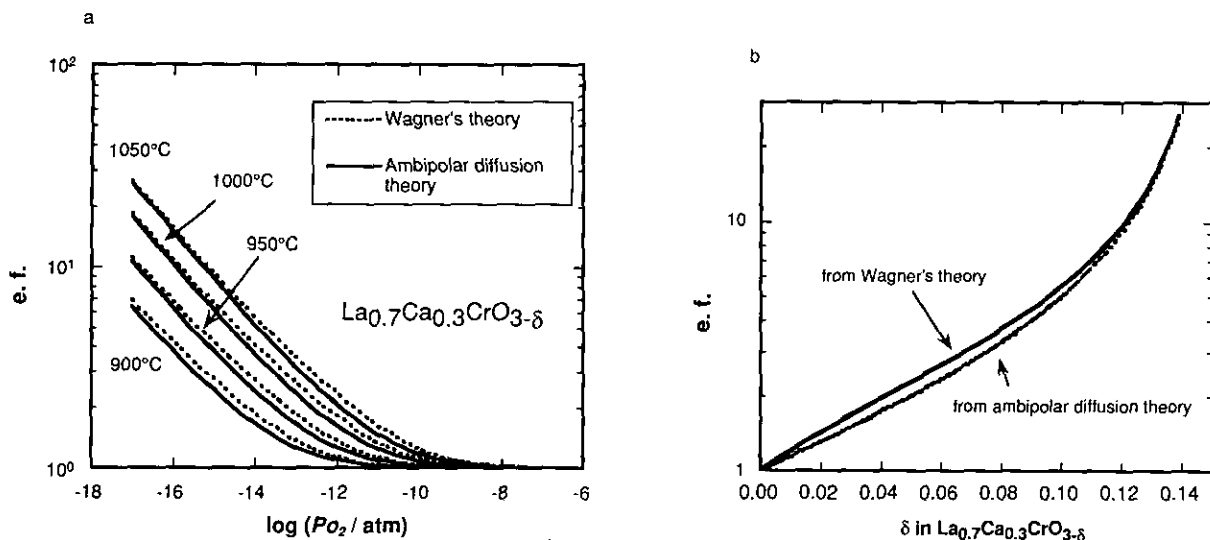 a
10²
Wagner's theory
Ambipolar diffusion
theory
1050°C
1000°C
950°C
e. f.
10¹
La0.7Ca0.3CrO3-δ
900°C
10⁰
-18 -16 -14 -12 -10 -8 -6
log (Po₂ / atm)
b
10
from Wagner's theory
e. f.
from ambipolar diffusion theory
1
0.00 0.02 0.04 0.06 0.08 0.10 0.12 0.14
δ in La0.7Ca0.3CrO3-δ